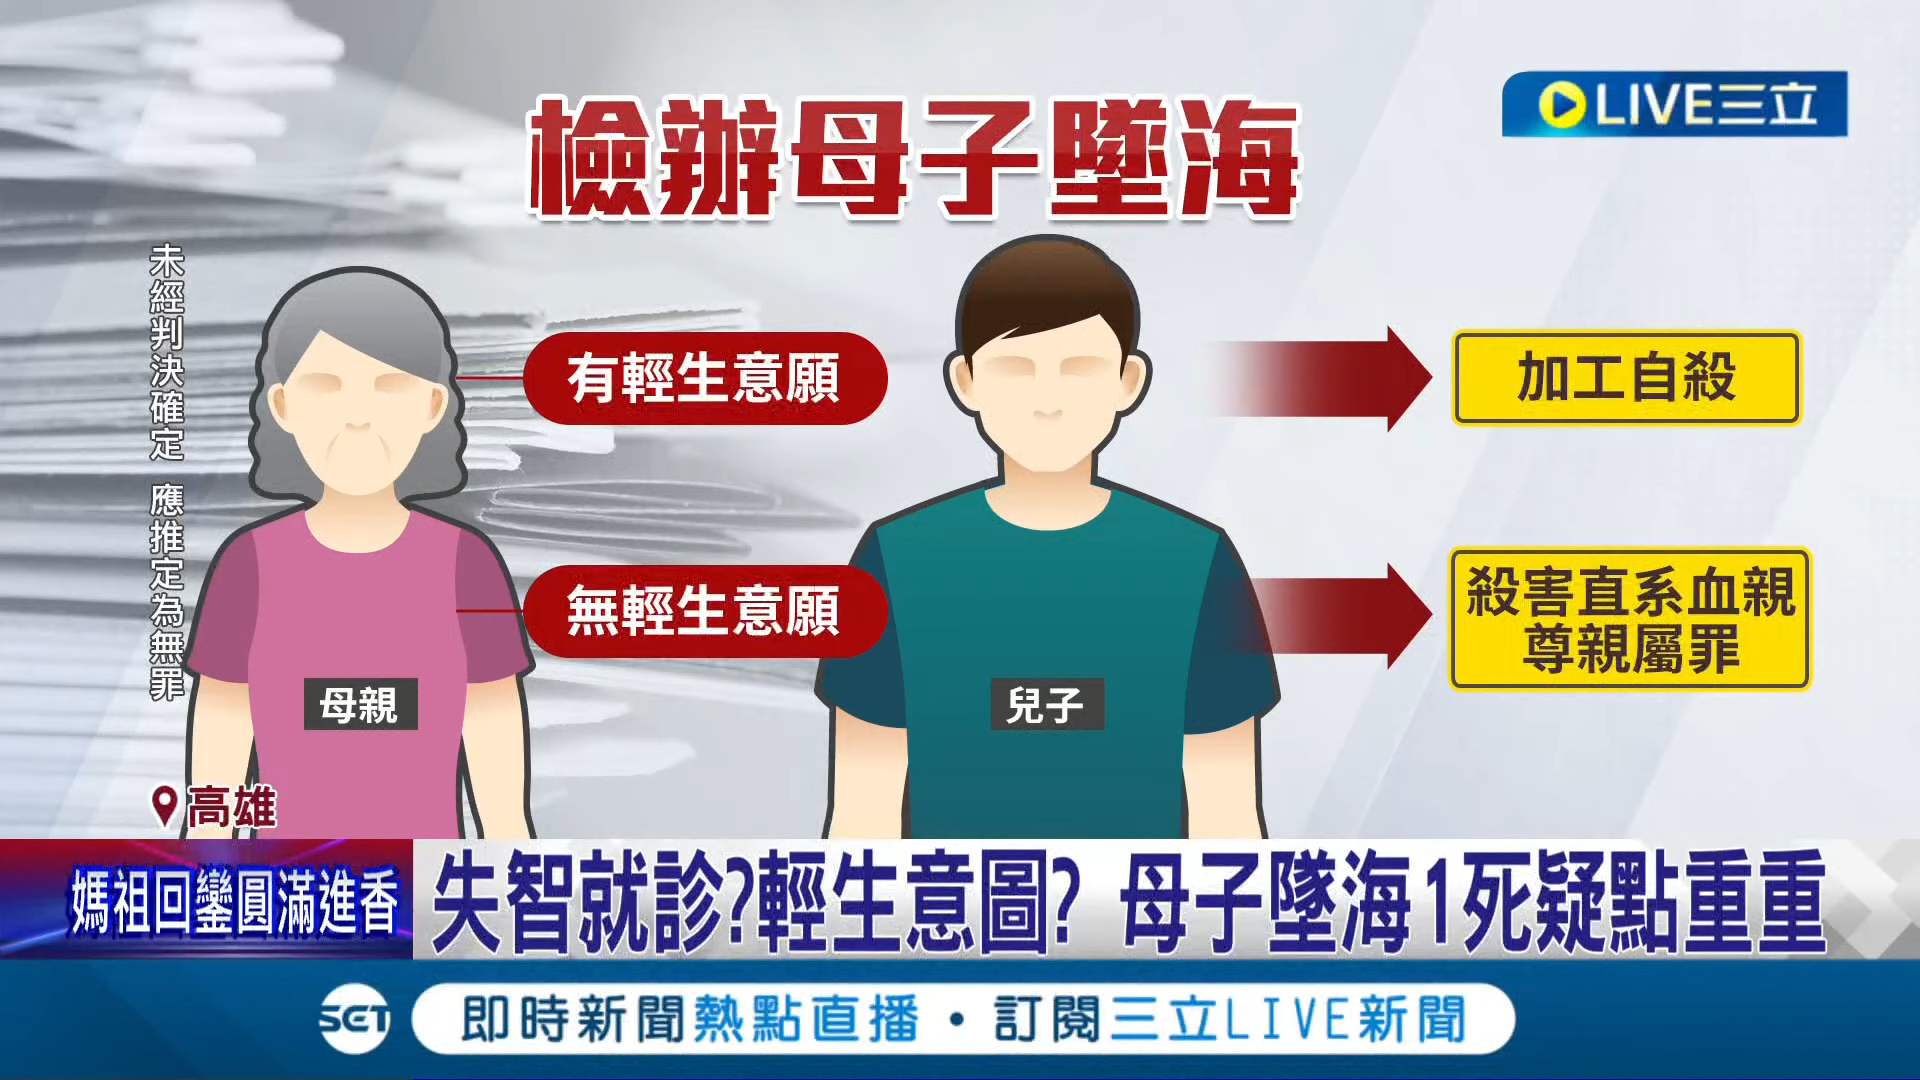 檢辦母子墜海
LIVE三立
未經判決確定 應推定為無罪
有輕生意願
加工自殺
無輕生意願
殺害直系血親
尊親屬罪
母親
兒子
高雄
媽祖回鑾圓滿進香
失智就診?輕生意圖? 母子墜海1死疑點重重
SET
即時新聞熱點直播・訂閱三立LIVE新聞